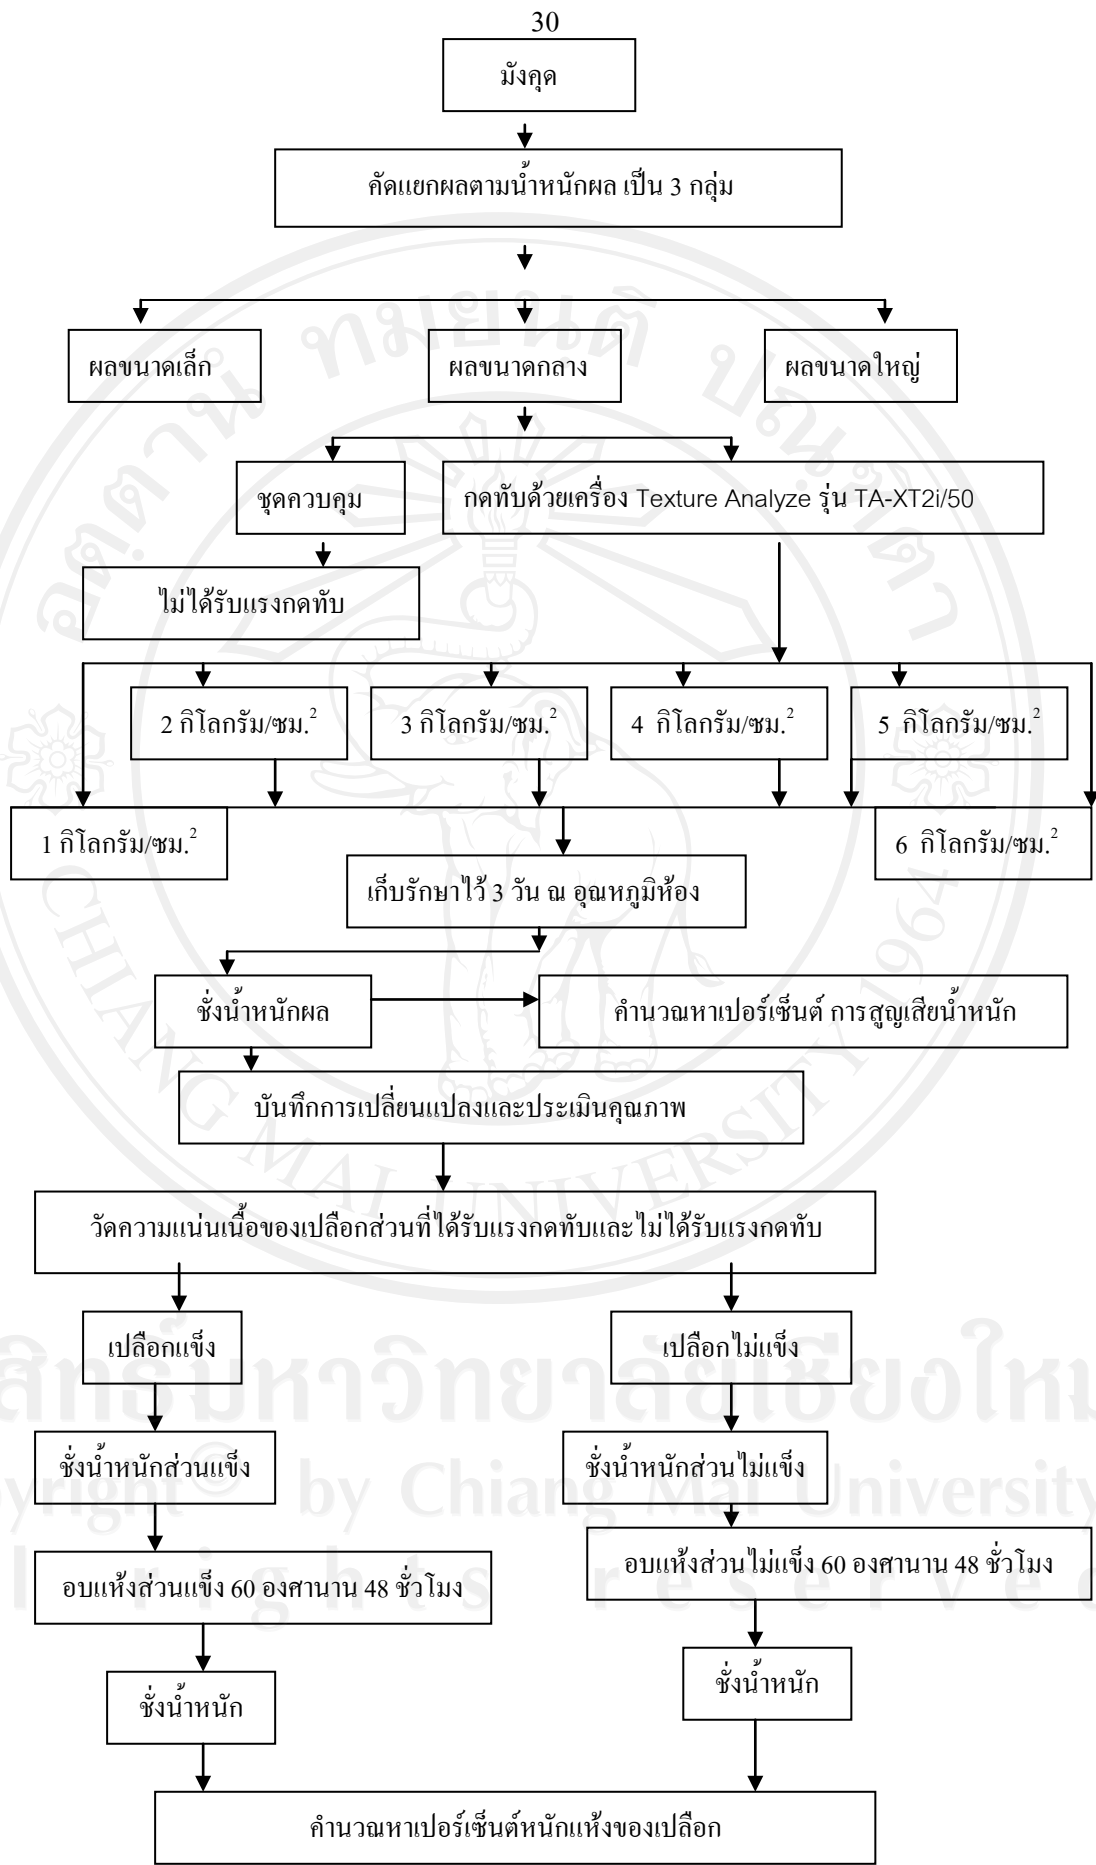 30
มังคุด
คัดแยกผลตามน้ำหนักผล เป็น 3 กลุ่ม
ผลขนาดเล็ก
ผลขนาดกลาง
ผลขนาดใหญ่
ชุดควบคุม
กดทับด้วยเครื่อง Texture Analyze รุ่น TA-XT2i/50
ไม่ได้รับแรงกดทับ
2 กิโลกรัม/ซม.²
3 กิโลกรัม/ซม.²
4 กิโลกรัม/ซม.²
5 กิโลกรัม/ซม.²
1 กิโลกรัม/ซม.²
6 กิโลกรัม/ซม.²
เก็บรักษาไว้ 3 วัน ณ อุณหภูมิห้อง
ชั่งน้ำหนักผล
คำนวณหาเปอร์เซ็นต์ การสูญเสียน้ำหนัก
บันทึกการเปลี่ยนแปลงและประเมินคุณภาพ
วัดความแน่นเนื้อของเปลือกส่วนที่ได้รับแรงกดทับและไม่ได้รับแรงกดทับ
เปลือกแข็ง
เปลือกไม่แข็ง
ชั่งน้ำหนักส่วนแข็ง
ชั่งน้ำหนักส่วนไม่แข็ง
อบแห้งส่วนแข็ง 60 องศานาน 48 ชั่วโมง
อบแห้งส่วนไม่แข็ง 60 องศานาน 48 ชั่วโมง
ชั่งน้ำหนัก
ชั่งน้ำหนัก
คำนวณหาเปอร์เซ็นต์หนักแห้งของเปลือก
CHIANG MAI UNIVERSITY 1964
by Chiang Mai University